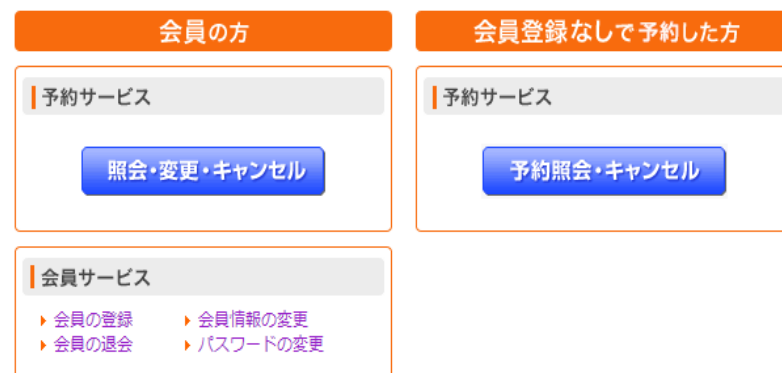 会員の方
予約サービス
照会・変更・キャンセル
会員サービス
会員の登録
会員情報の変更
会員の退会
パスワードの変更
会員登録なしで予約した方
予約サービス
予約照会・キャンセル